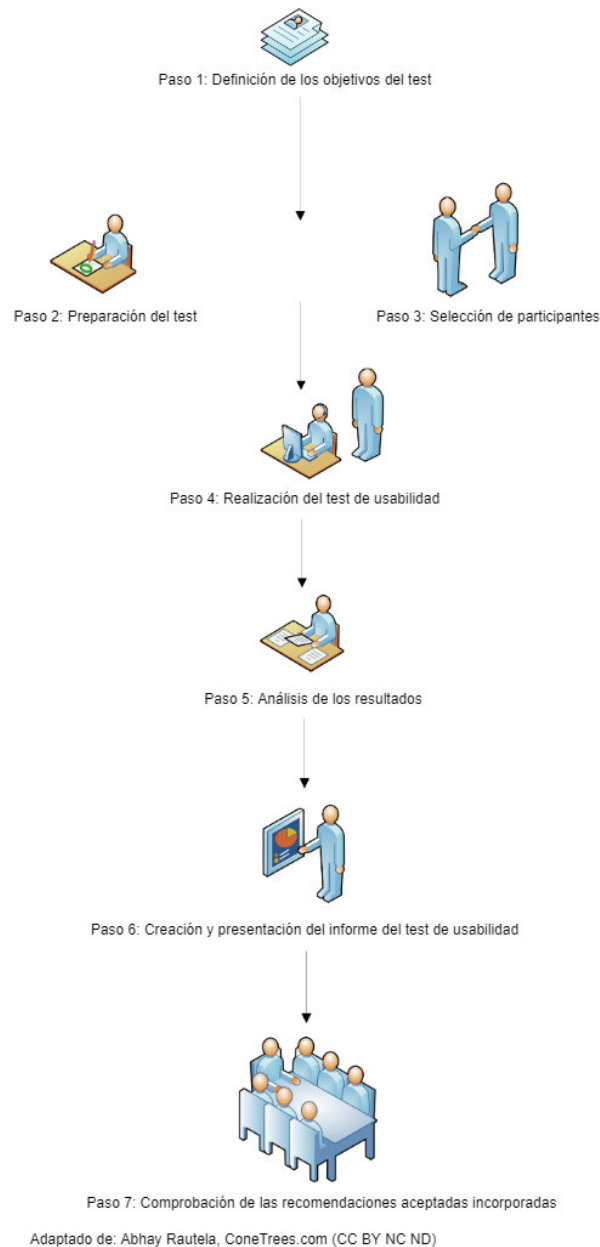 Paso 1: Definición de los objetivos del test
Paso 2: Preparación del test
Paso 3: Selección de participantes
Paso 4: Realización del test de usabilidad
Paso 5: Análisis de los resultados
Paso 6: Creación y presentación del informe del test de usabilidad
Paso 7: Comprobación de las recomendaciones aceptadas incorporadas
Adaptado de: Abhay Rautela, ConeTrees.com (CC BY NC ND)